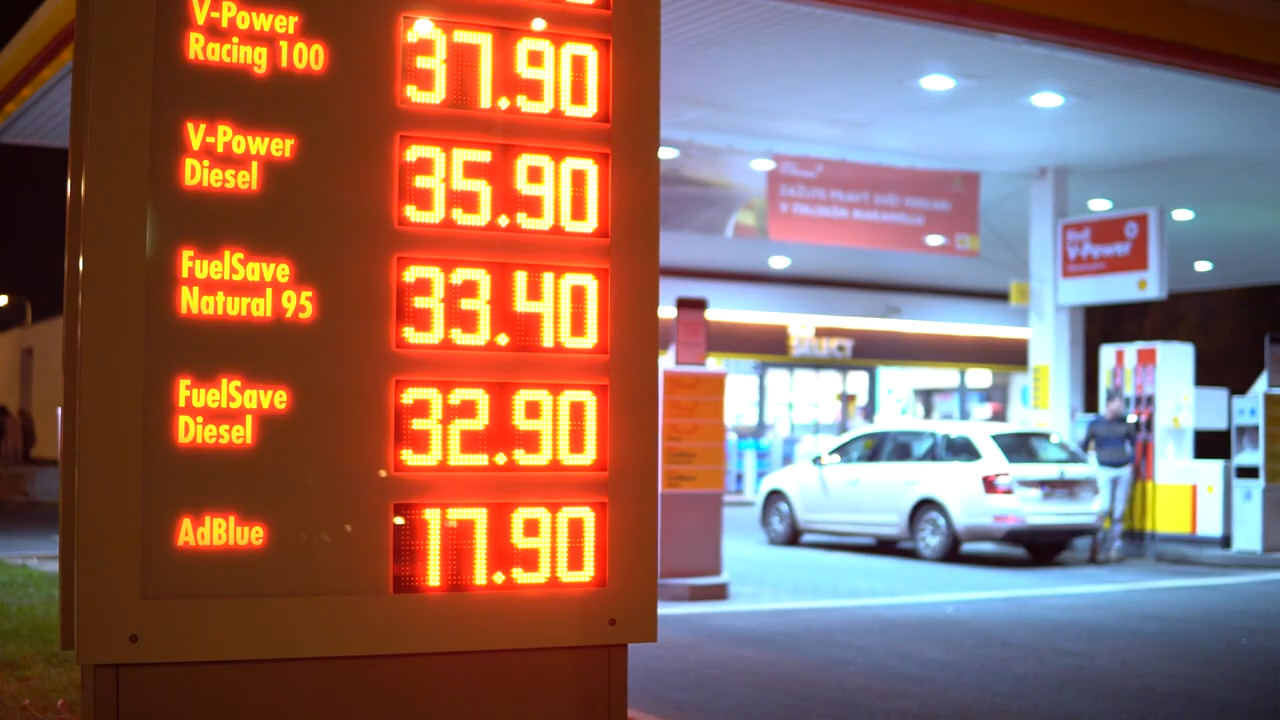 V-Power
Racing 100
37.90
V-Power
Diesel
35.90
FuelSave
Natural 95
33.40
FuelSave
Diesel
32.90
AdBlue
17.90
V-Power